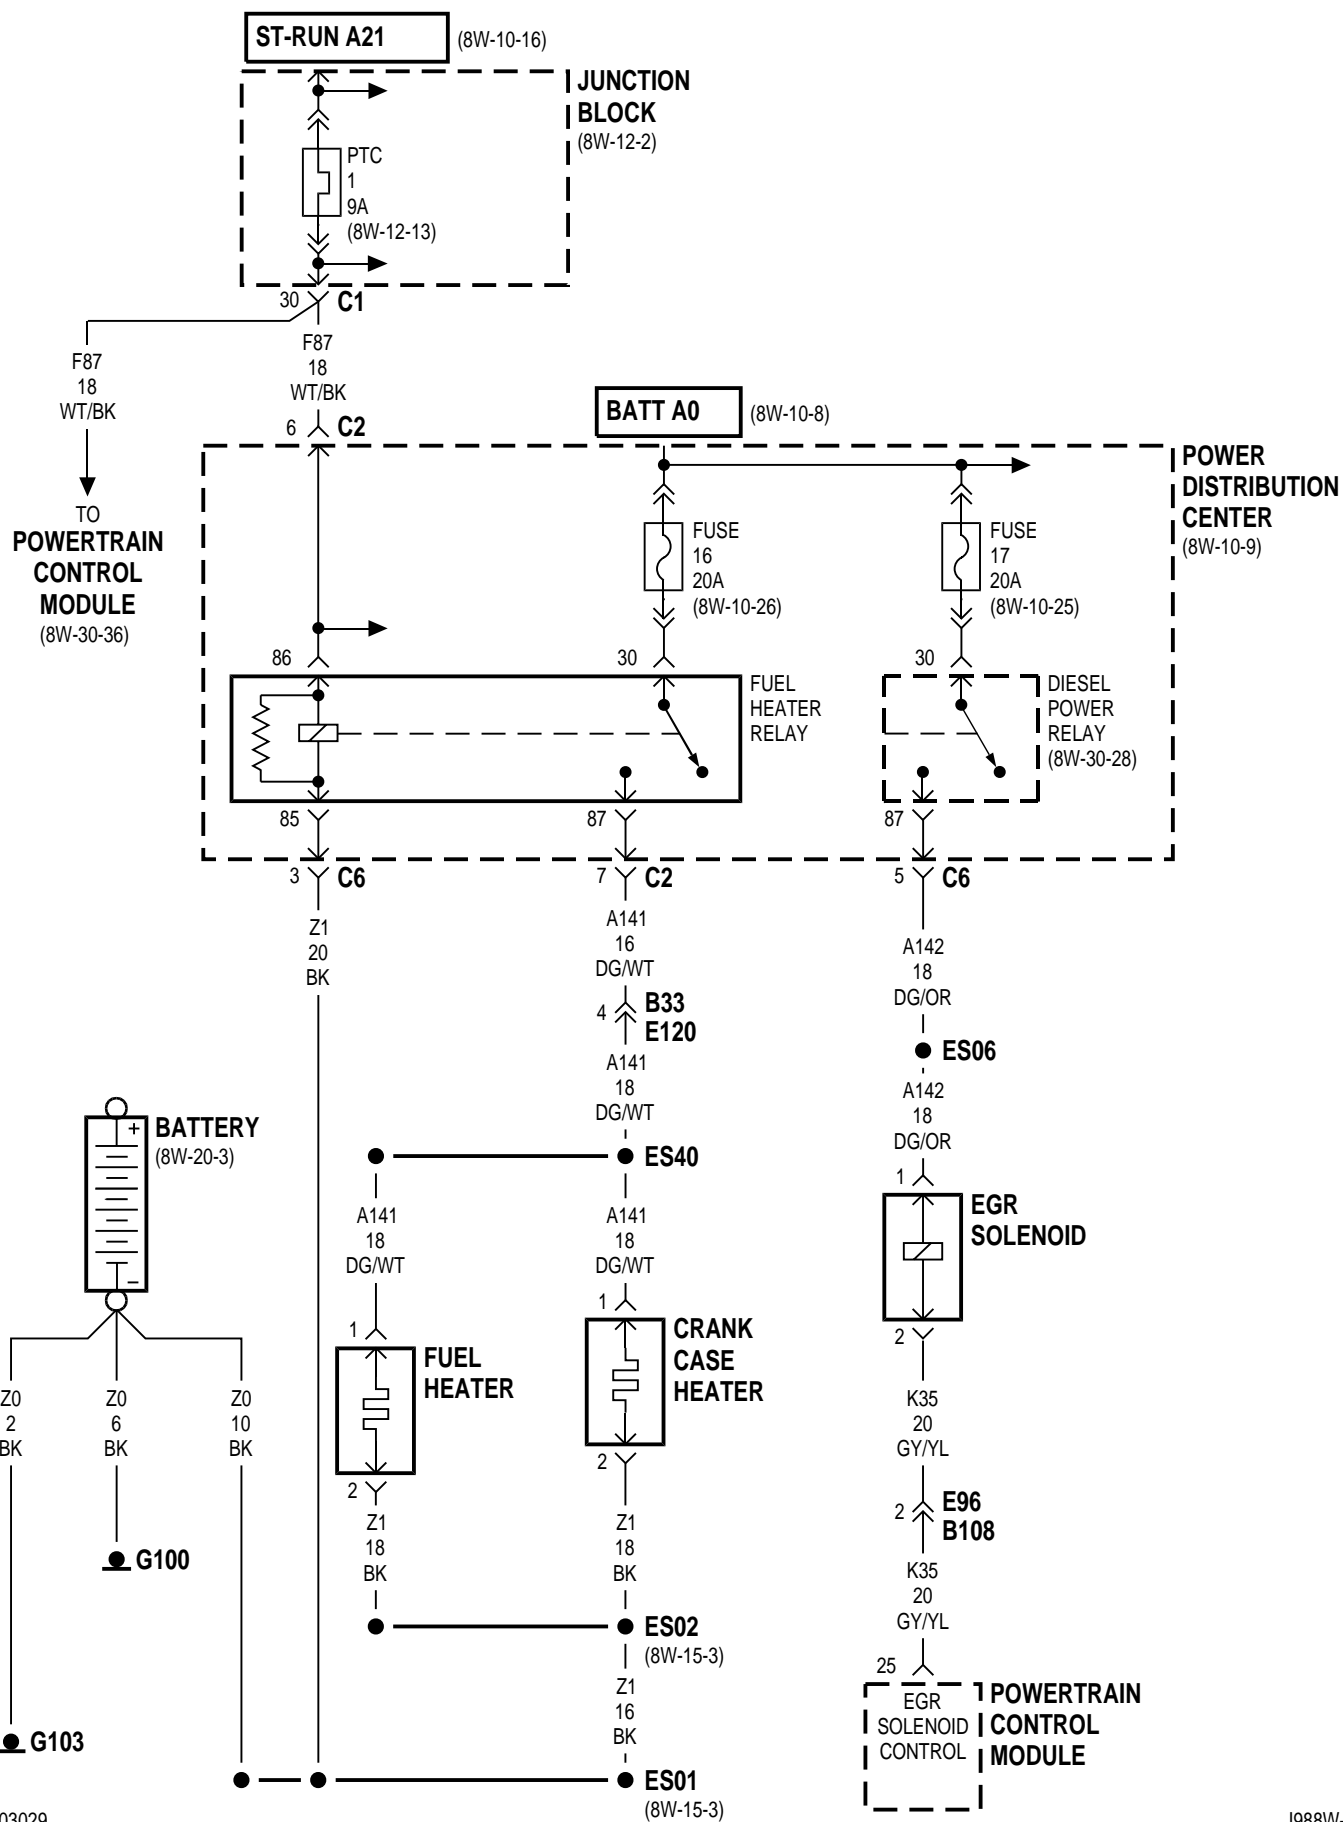 ST-RUN A21
(8W-10-16)
JUNCTION
BLOCK
(8W-12-2)
PTC
1
9A
(8W-12-13)
30
C1
F87
18
WT/BK
F87
18
WT/BK
TO
POWERTRAIN
CONTROL
MODULE
(8W-30-36)
6
C2
BATT A0
(8W-10-8)
POWER
DISTRIBUTION
CENTER
(8W-10-9)
FUSE
16
20A
(8W-10-26)
FUSE
17
20A
(8W-10-25)
86
30
30
FUEL
HEATER
RELAY
DIESEL
POWER
RELAY
(8W-30-28)
85
87
87
3
C6
7
C2
5
C6
Z1
20
BK
A141
16
DG/WT
A142
18
DG/OR
4
B33
E120
ES06
A141
18
DG/WT
A142
18
DG/OR
BATTERY
(8W-20-3)
+
–
ES40
A141
18
DG/WT
A141
18
DG/WT
1
EGR
SOLENOID
2
1
FUEL
HEATER
2
1
CRANK
CASE
HEATER
2
Z0
2
BK
Z0
6
BK
Z0
10
BK
K35
20
GY/YL
2
E96
B108
G100
Z1
18
BK
Z1
18
BK
K35
20
GY/YL
ES02
(8W-15-3)
25
Z1
16
BK
EGR
SOLENOID
CONTROL
POWERTRAIN
CONTROL
MODULE
G103
ES01
(8W-15-3)
03029
J988W-